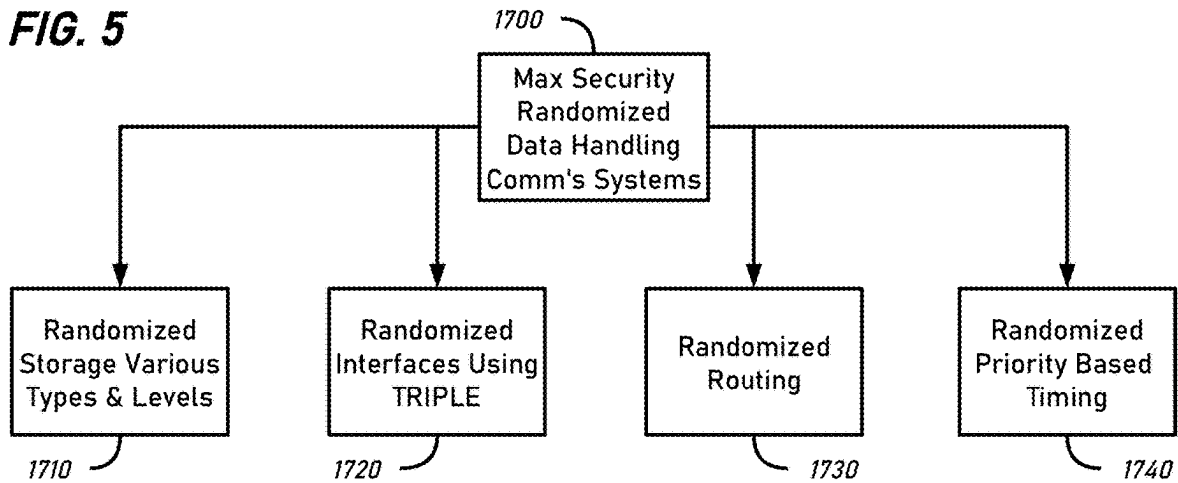 FIG. 5
1700
Max Security
Randomized
Data Handling
Comm's Systems
Randomized
Storage Various
Types & Levels
Randomized
Interfaces Using
TRIPLE
Randomized
Routing
Randomized
Priority Based
Timing
1710
1720
1730
1740